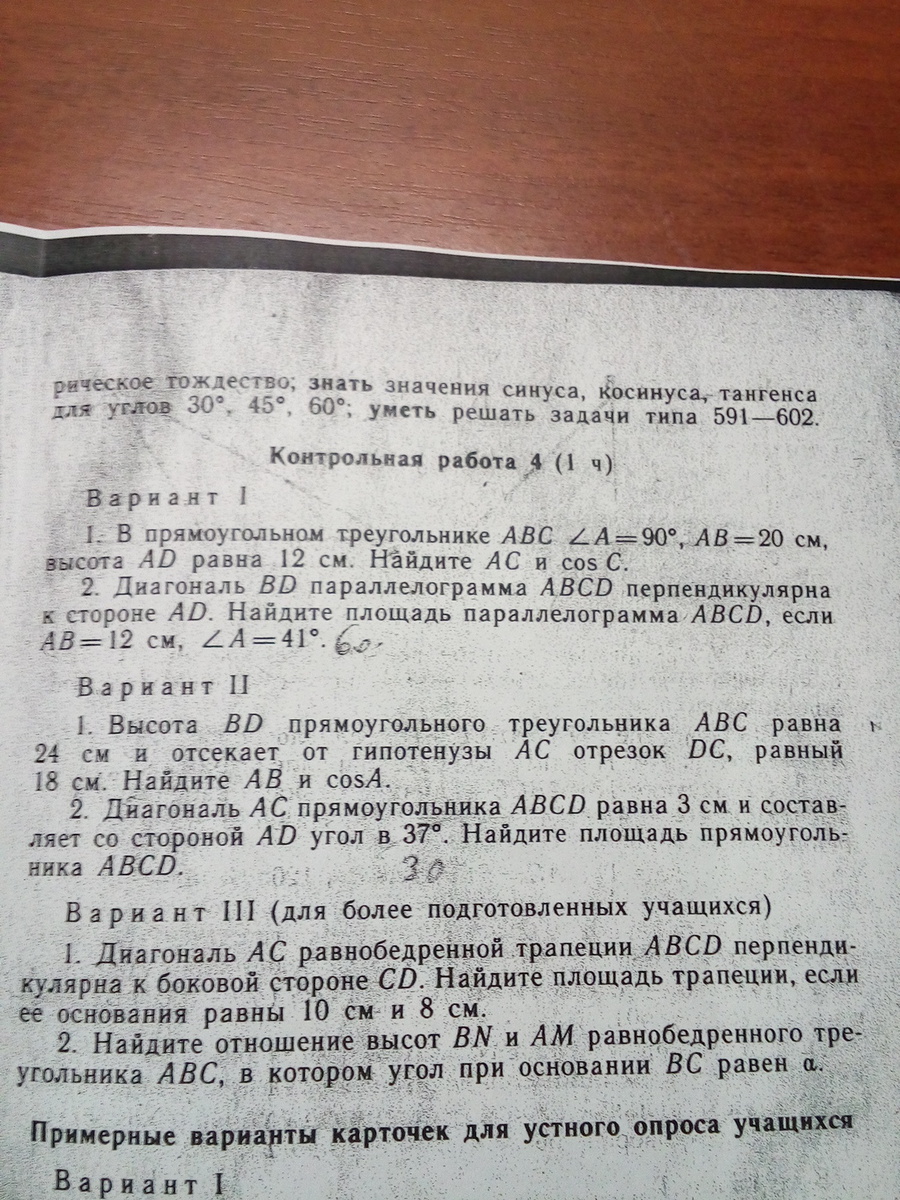 рическое тождество; знать значения синуса, косинуса, тангенса
для углов 30°, 45°, 60°; уметь решать задачи типа 591—602.
Контрольная работа 4 (1 ч)
Вариант I
1. В прямоугольном треугольнике ABC ∠A=90°, AB=20 см,
высота AD равна 12 см. Найдите AC и cos C.
2. Диагональ BD параллелограмма ABCD перпендикулярна
к стороне AD. Найдите площадь параллелограмма ABCD, если
AB=12 см, ∠A=41°. 60
Вариант II
1. Высота BD прямоугольного треугольника ABC равна
24 см и отсекает от гипотенузы AC отрезок DC, равный
18 см. Найдите AB и cosA.
2. Диагональ AC прямоугольника ABCD равна 3 см и состав-
ляет со стороной AD угол в 37°. Найдите площадь прямоуголь-
ника ABCD. 30
Вариант III (для более подготовленных учащихся)
1. Диагональ AC равнобедренной трапеции ABCD перпенди-
кулярна к боковой стороне CD. Найдите площадь трапеции, если
ее основания равны 10 см и 8 см.
2. Найдите отношение высот BN и AM равнобедренного тре-
угольника ABC, в котором угол при основании BC равен α.
Примерные варианты карточек для устного опроса учащихся
Вариант I